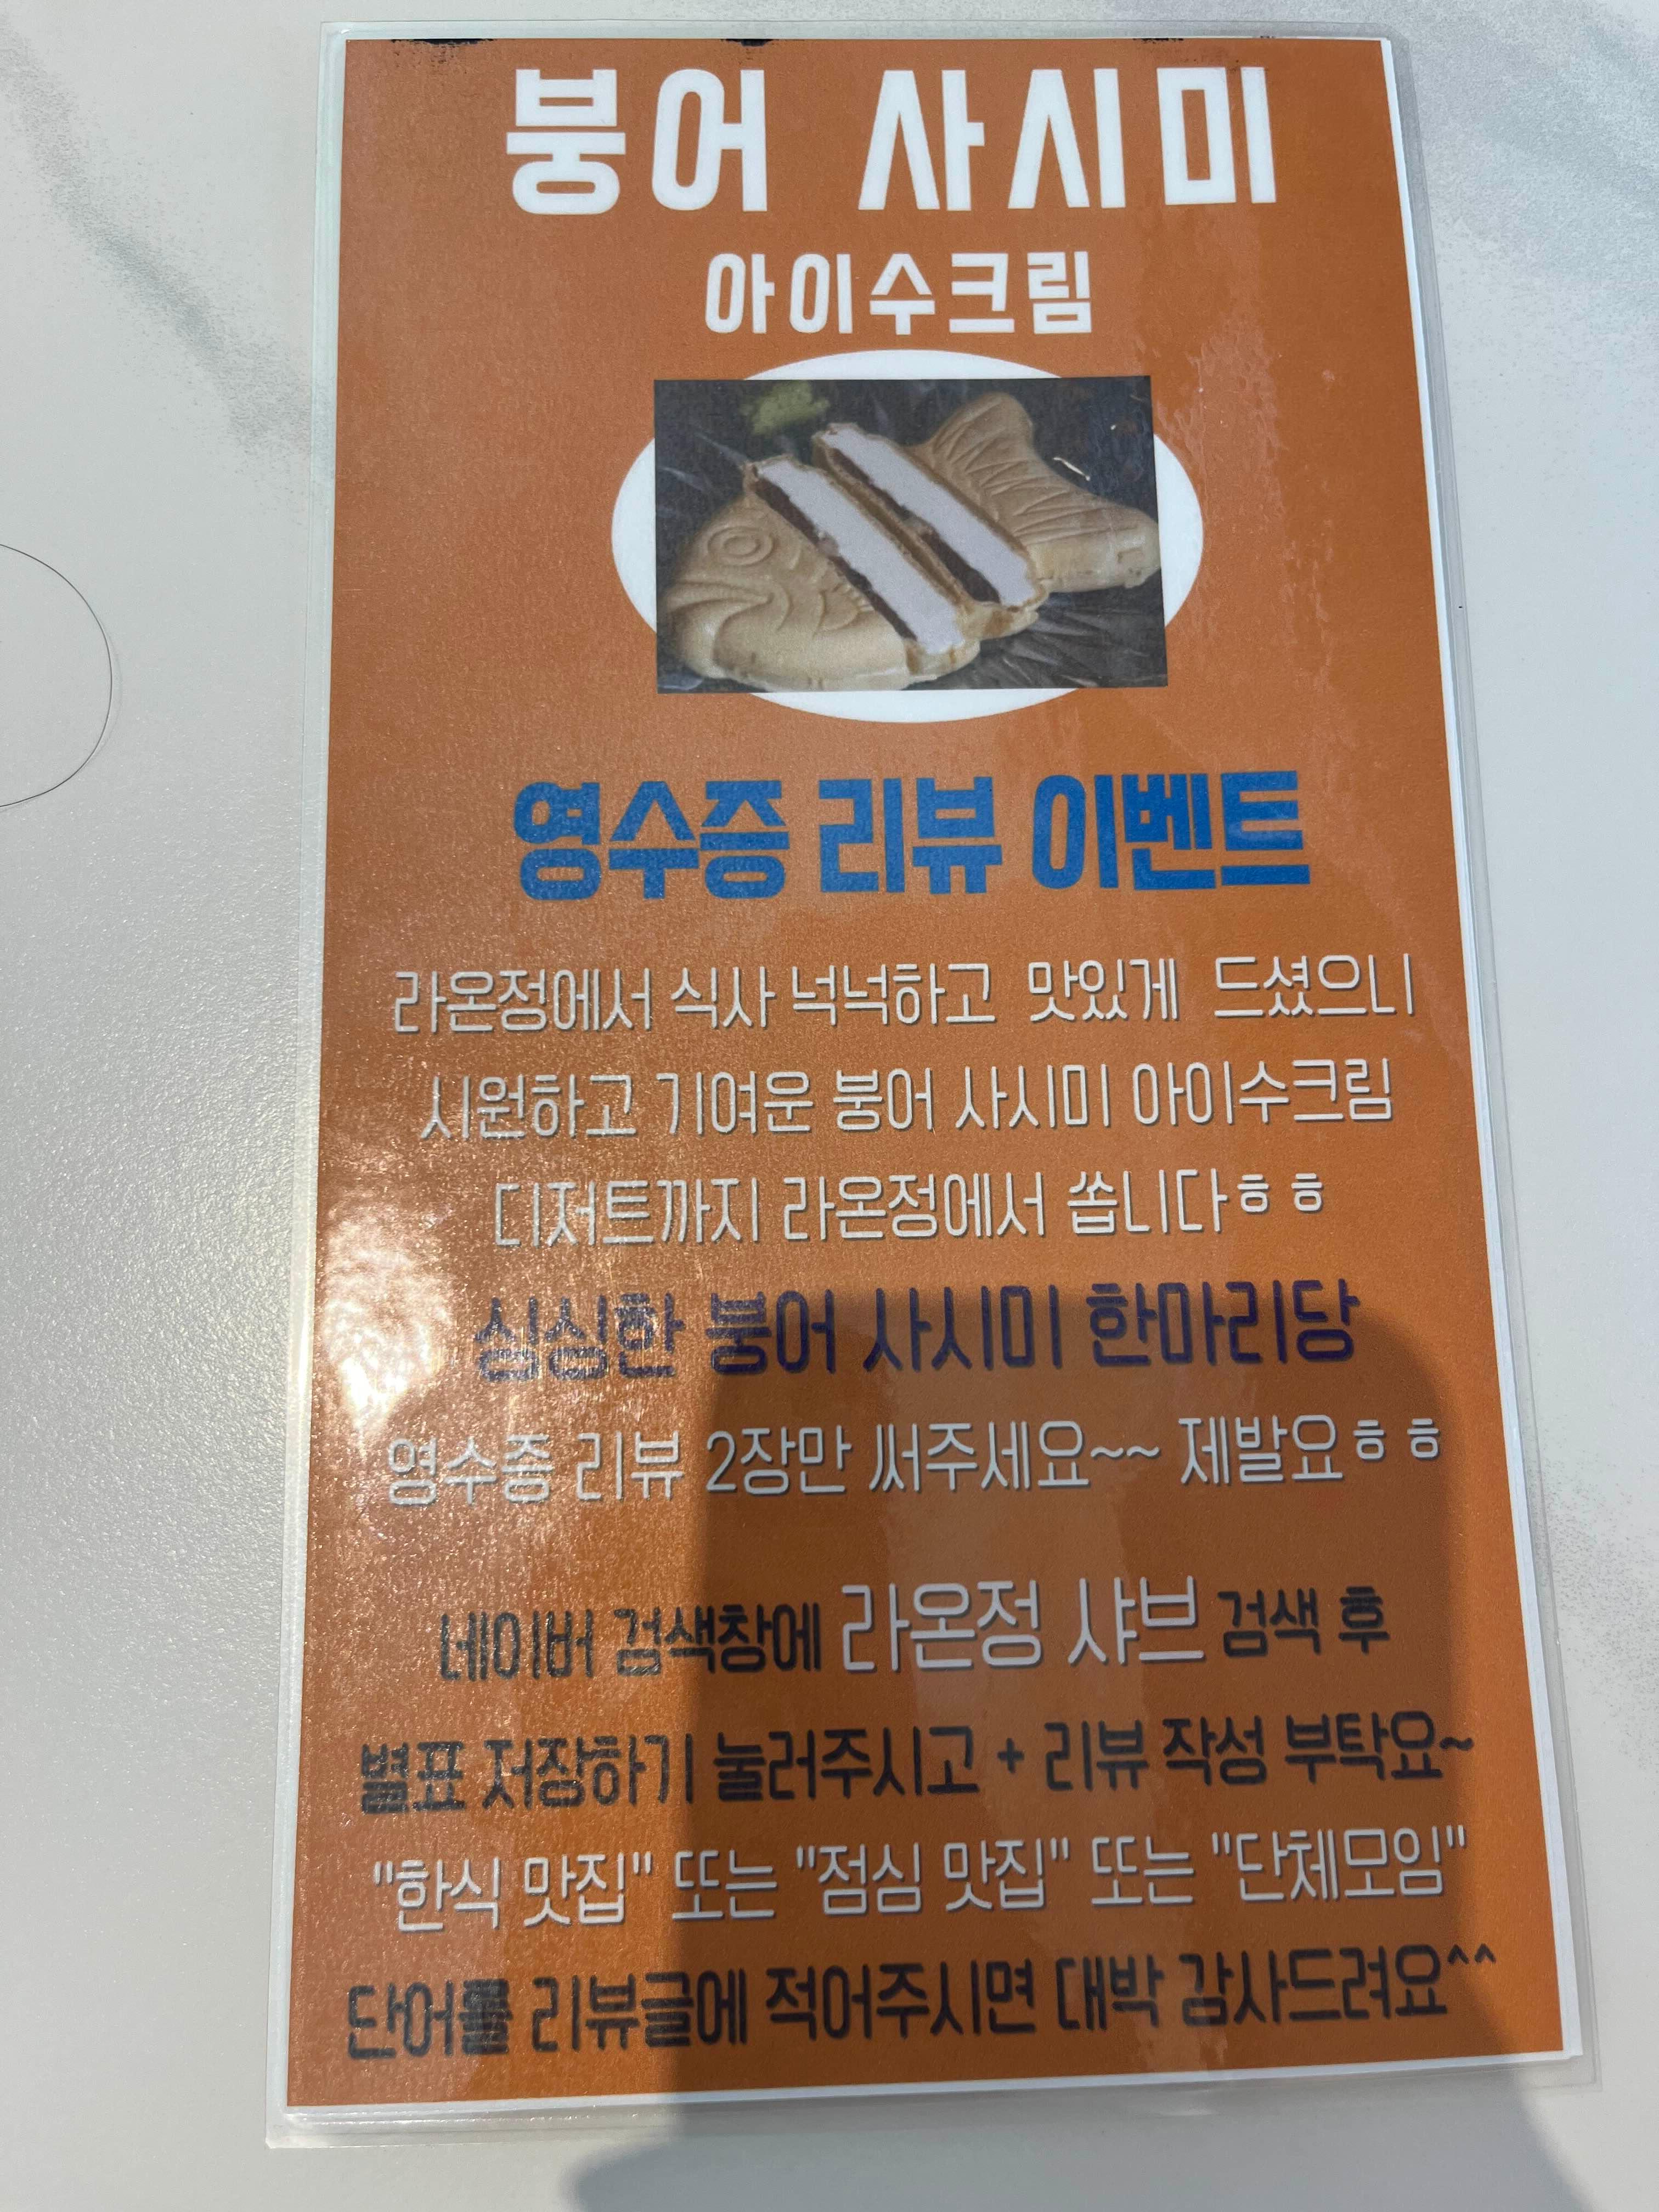 붕어 사시미
아이수크림
영수증 리뷰 이벤트
라온정에서 식사 넉넉하고 맛있게 드셨으니
시원하고 기여운 붕어 사시미 아이수크림
디저트까지 라온정에서 쏩니다ㅎㅎ
싱싱한 붕어 사시미 한마리당
영수증 리뷰 2장만 써주세요~~ 제발요ㅎㅎ
네이버 검색창에 라온정 샤브 검색 후
별표 저장하기 눌러주시고 + 리뷰 작성 부탁요~
"한식 맛집" 또는 "점심 맛집" 또는 "단체모임"
단어를 리뷰글에 적어주시면 대박 감사드려요^^